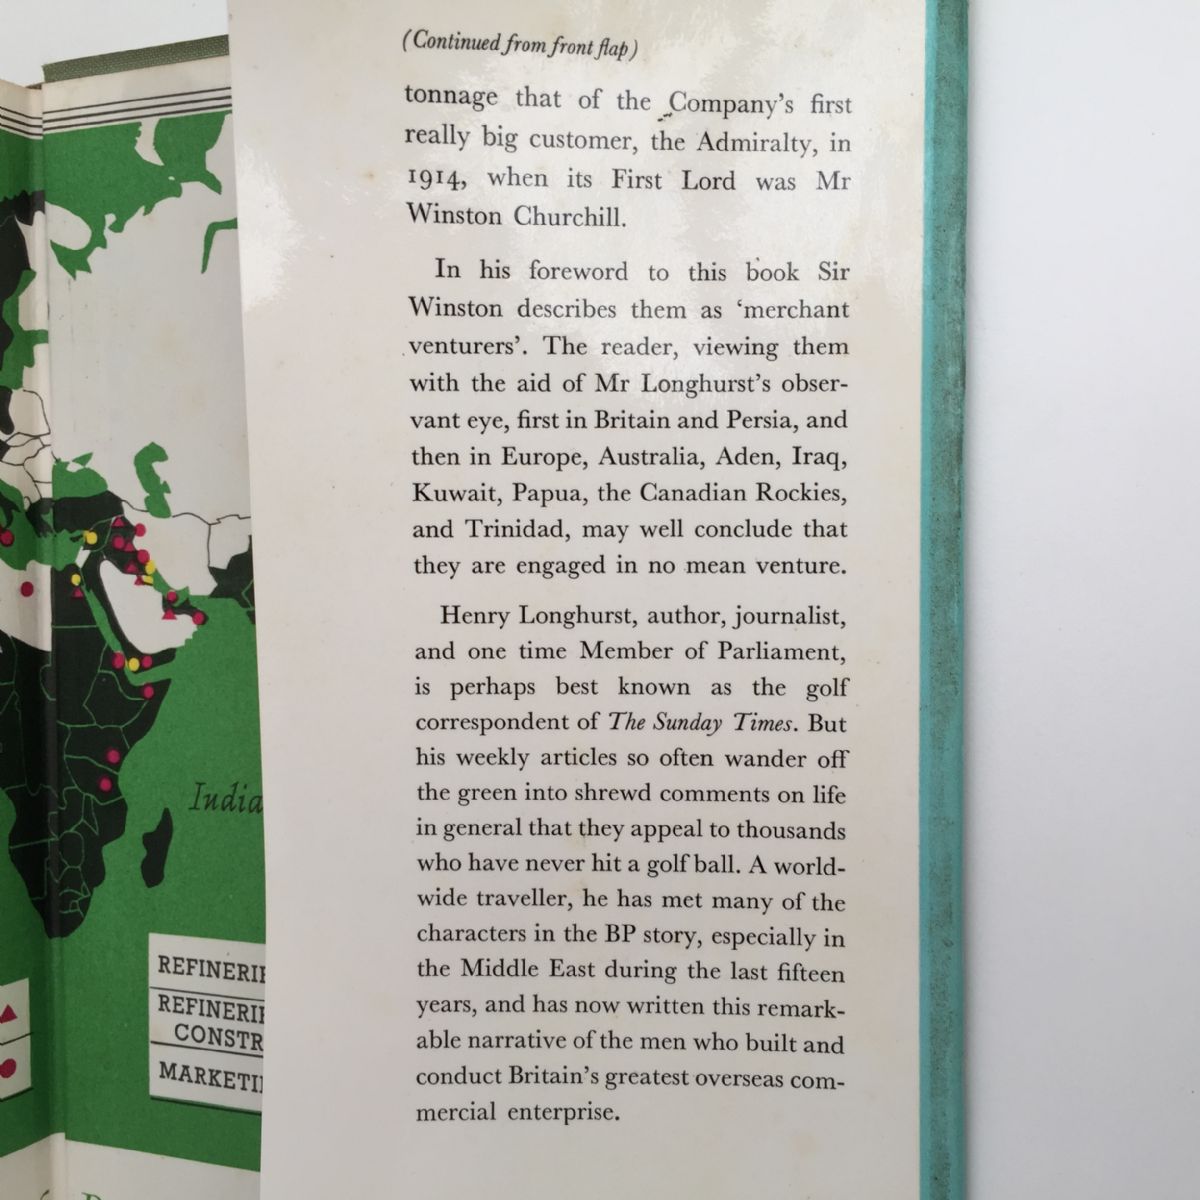 (Continued from front flap)
tonnage that of the Company's first
really big customer, the Admiralty, in
1914, when its First Lord was Mr
Winston Churchill.
In his foreword to this book Sir
Winston describes them as 'merchant
venturers'. The reader, viewing them
with the aid of Mr Longhurst's obser-
vant eye, first in Britain and Persia, and
then in Europe, Australia, Aden, Iraq,
Kuwait, Papua, the Canadian Rockies,
and Trinidad, may well conclude that
they are engaged in no mean venture.
Henry Longhurst, author, journalist,
and one time Member of Parliament,
is perhaps best known as the golf
correspondent of The Sunday Times. But
his weekly articles so often wander off
the green into shrewd comments on life
in general that they appeal to thousands
who have never hit a golf ball. A world-
wide traveller, he has met many of the
characters in the BP story, especially in
the Middle East during the last fifteen
years, and has now written this remark-
able narrative of the men who built and
conduct Britain's greatest overseas com-
mercial enterprise.
India
REFINERIE
REFINERIE
CONSTR
MARKETI